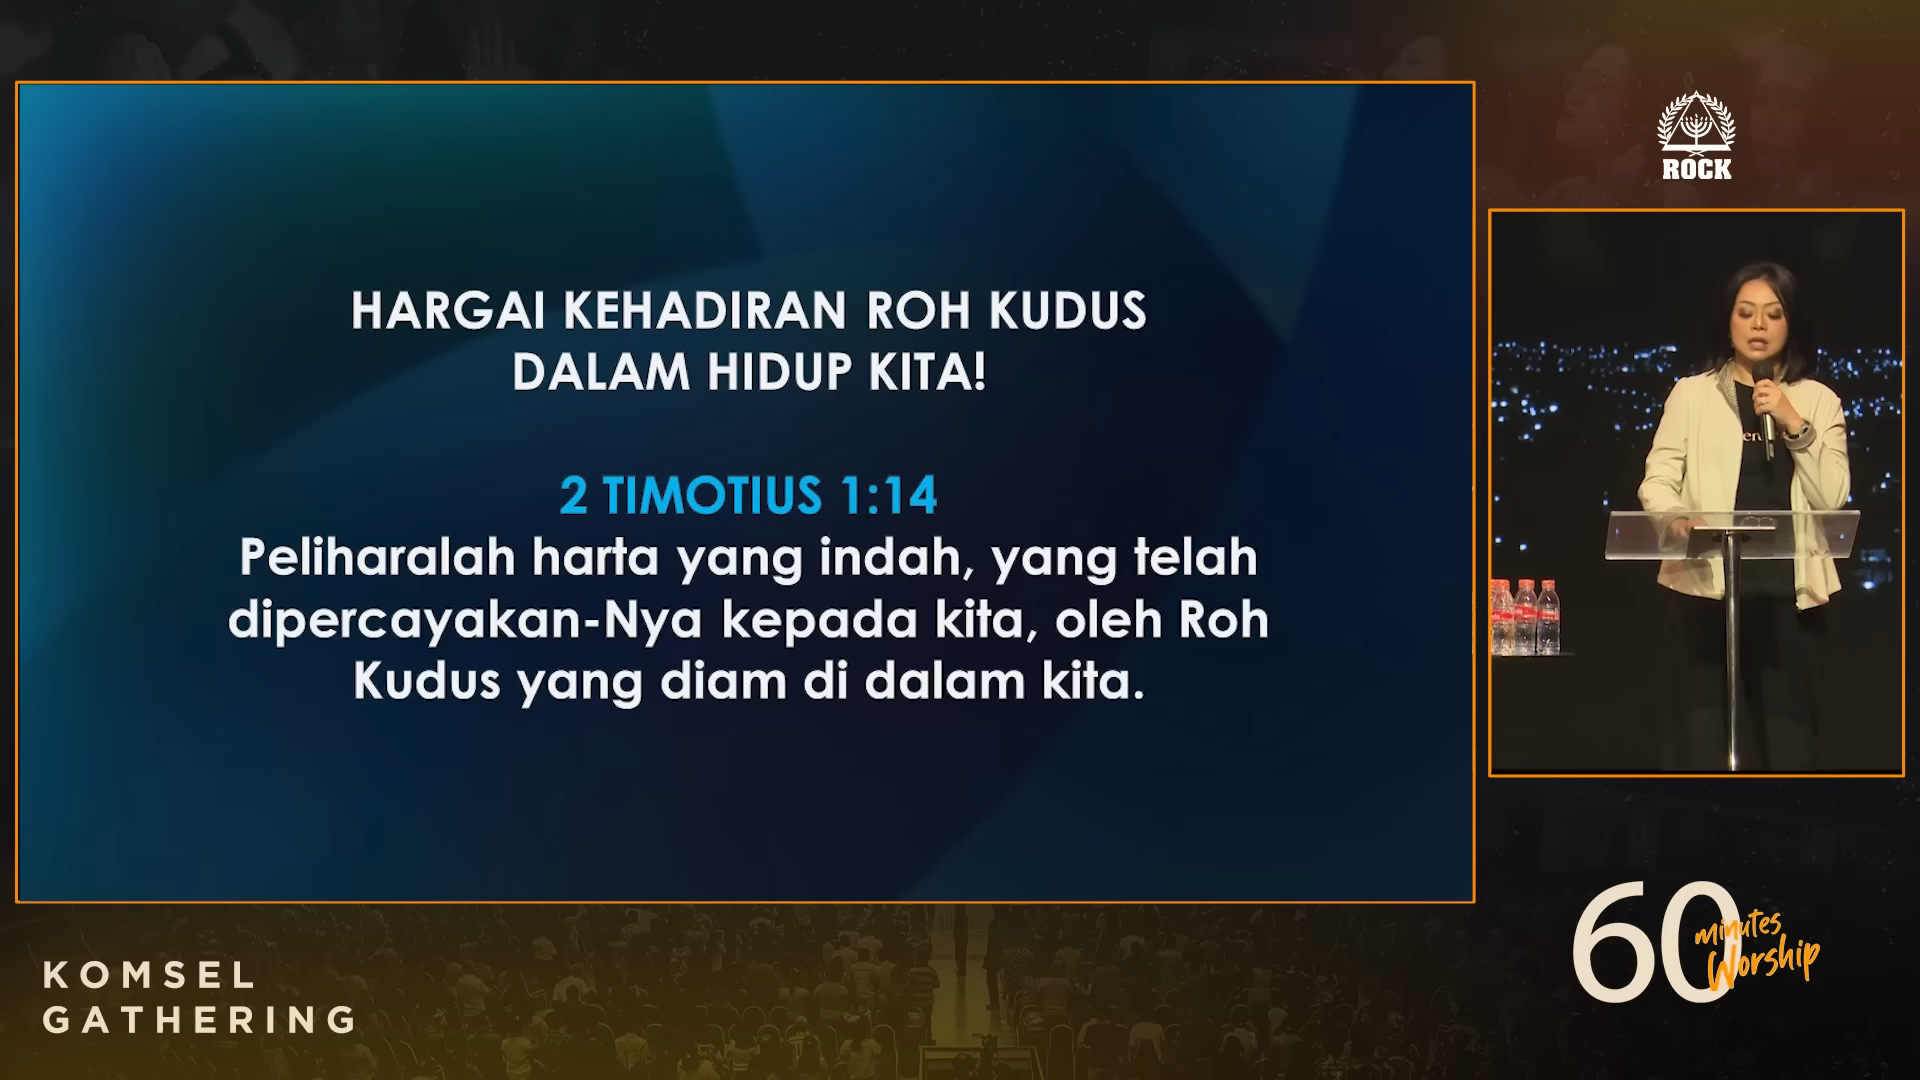 HARGAI KEHADIRAN ROH KUDUS
DALAM HIDUP KITA!
2 TIMOTIUS 1:14
Peliharalah harta yang indah, yang telah
dipercayakan-Nya kepada kita, oleh Roh
Kudus yang diam di dalam kita.
ROCK
KOMSEL
GATHERING
60 minutes
Worship